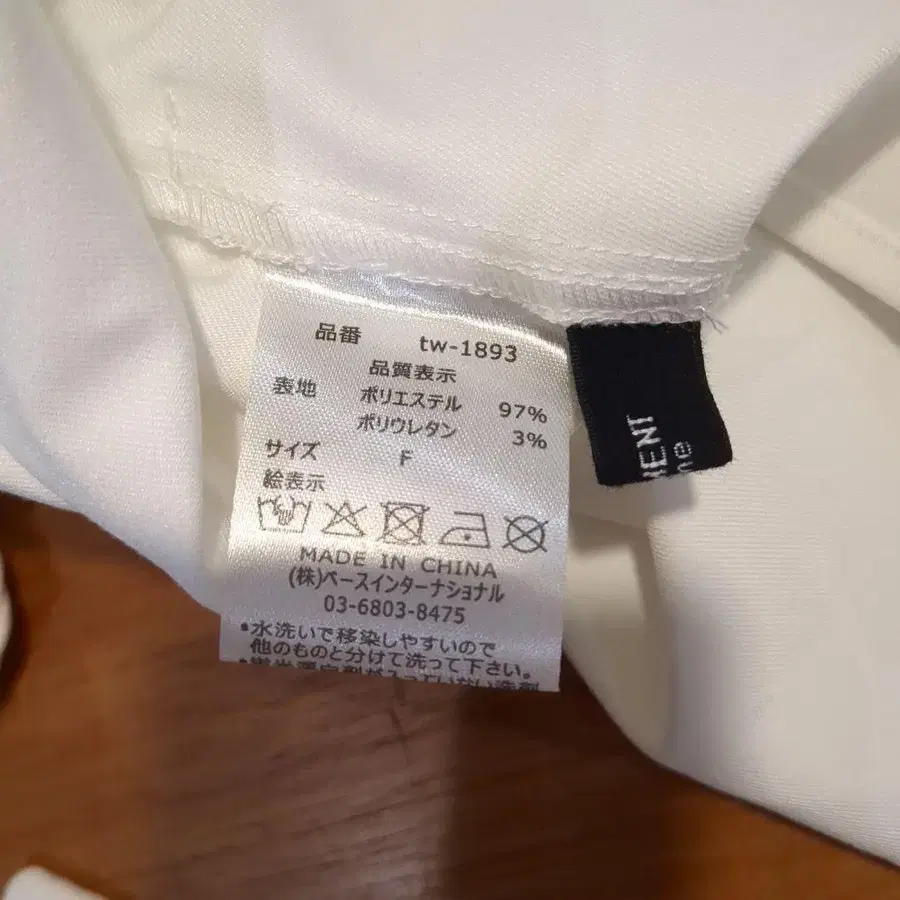 品番 tw-1893
品質表示
表地 ポリエステル 97%
ポリウレタン 3%
サイズ F
絵表示
MADE IN CHINA
(株)ベースインターナショナル
03-6803-8475
•水洗いで移染しやすいので
他のものと分けて洗って下さい。